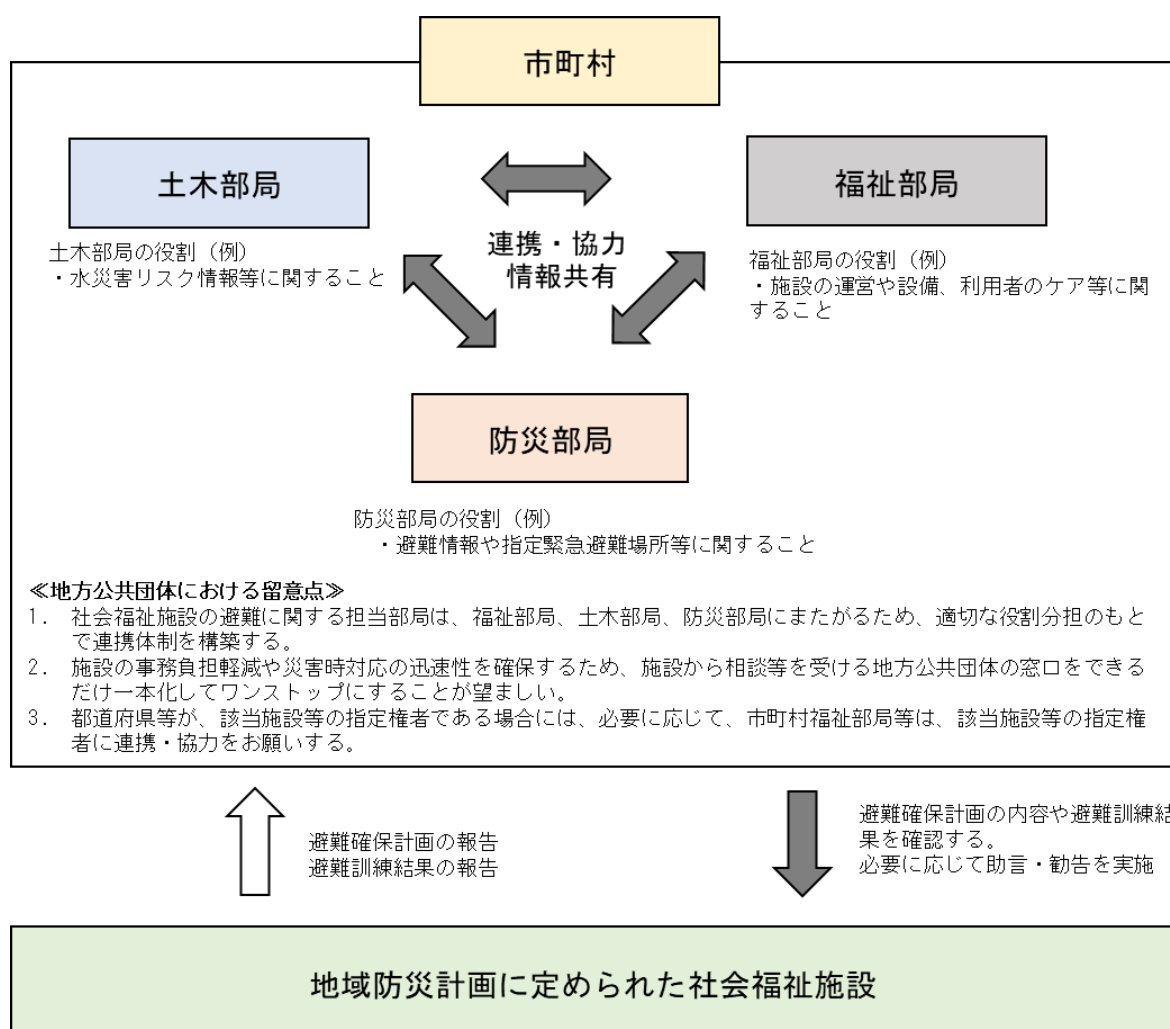 市町村
土木部局
福祉部局
土木部局の役割（例）
・水災害リスク情報等に関すること
連携・協力
情報共有
福祉部局の役割（例）
・施設の運営や設備、利用者のケア等に関
すること
防災部局
防災部局の役割（例）
・避難情報や指定緊急避難場所等に関すること
≪地方公共団体における留意点≫
1. 社会福祉施設の避難に関する担当部局は、福祉部局、土木部局、防災部局にまたがるため、適切な役割分担のもと
で連携体制を構築する。
2. 施設の事務負担軽減や災害時対応の迅速性を確保するため、施設から相談等を受ける地方公共団体の窓口をできる
だけ一本化してワンストップにすることが望ましい。
3. 都道府県等が、該当施設等の指定権者である場合には、必要に応じて、市町村福祉部局等は、該当施設等の指定権
者に連携・協力をお願いする。
避難確保計画の報告
避難訓練結果の報告
避難確保計画の内容や避難訓練結
果を確認する。
必要に応じて助言・勧告を実施
地域防災計画に定められた社会福祉施設